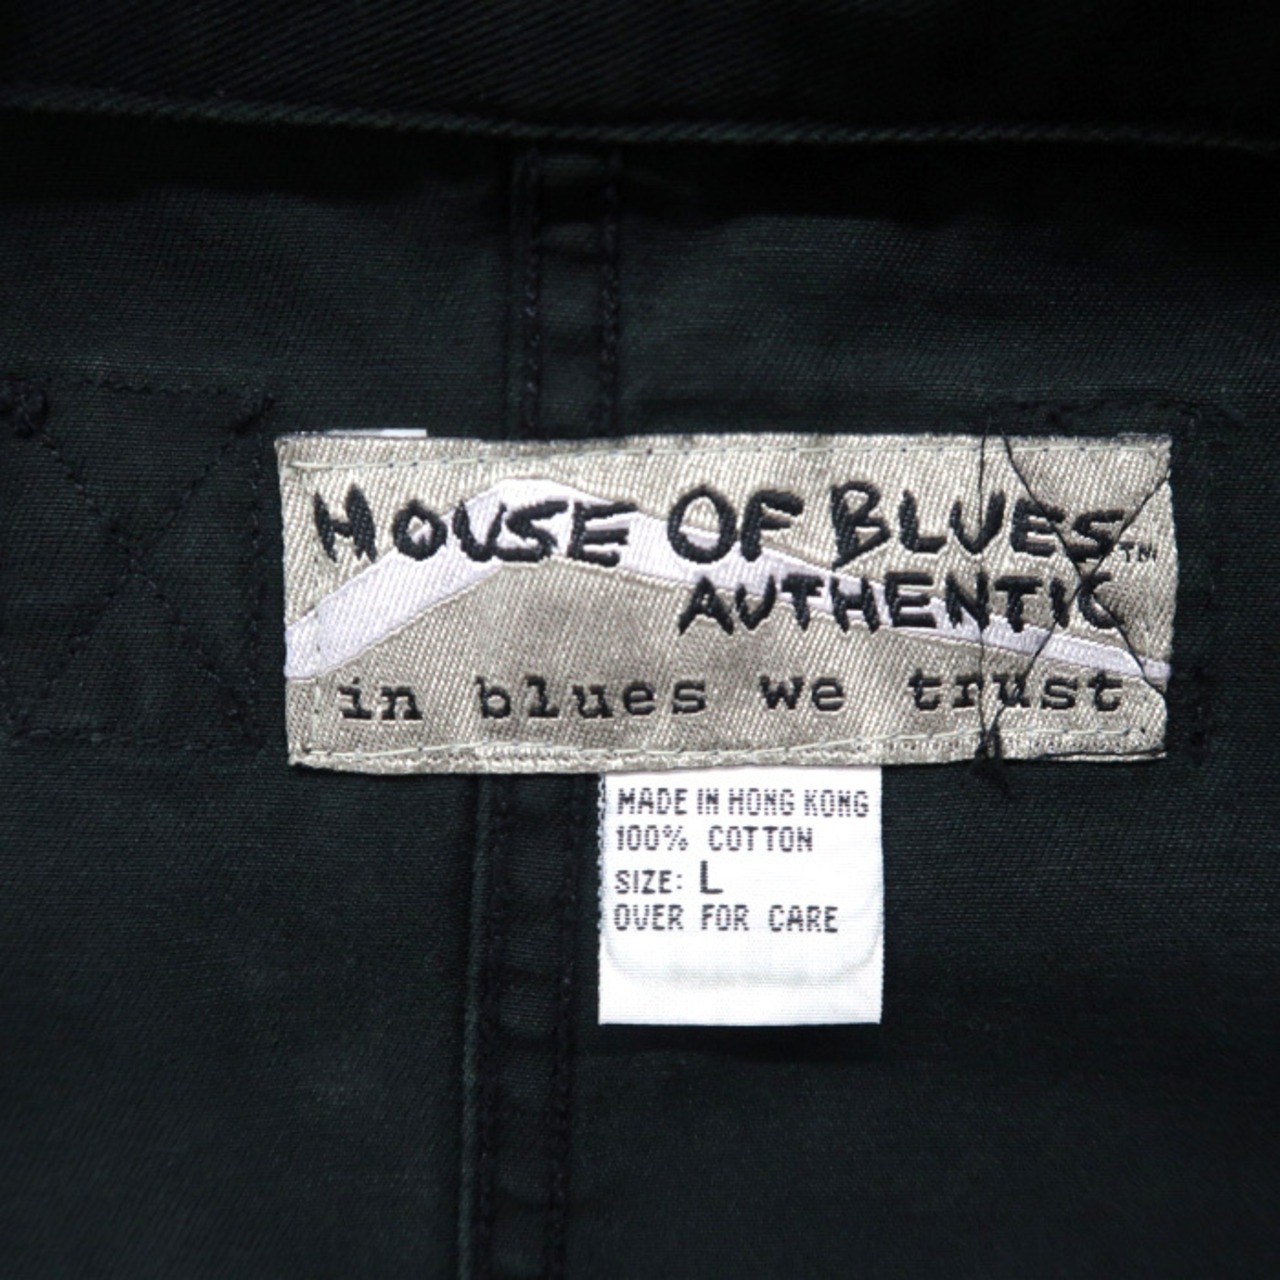 HOUSE OF BLUES™
AUTHENTIC
in blues we trust
MADE IN HONG KONG
100% COTTON
SIZE: L
OVER FOR CARE